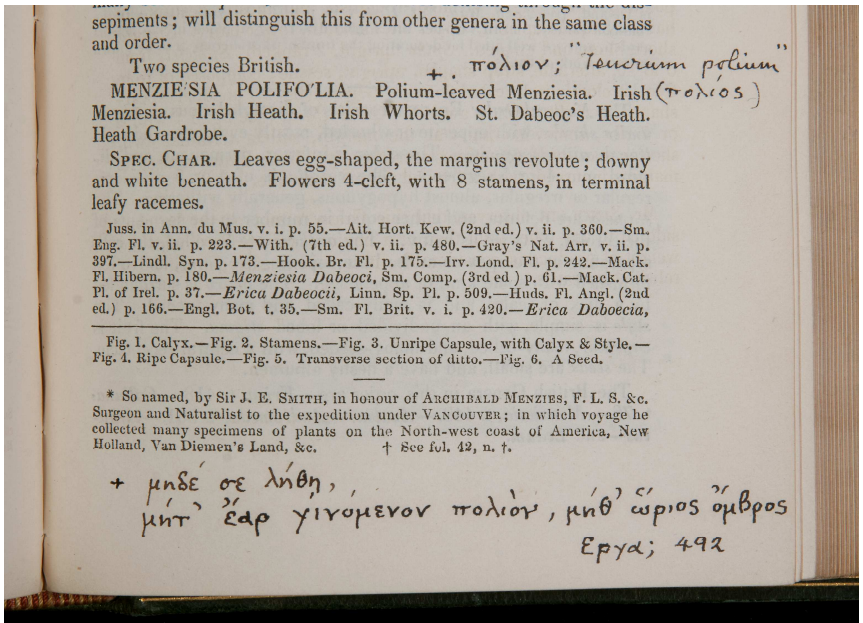 sepiments; will distinguish this from other genera in the same class
and order.
Two species British.
+ . πόλιον; "Teucrium polium"
MENZIE´SIA POLIFO´LIA. Polium-leaved Menziesia. Irish (πολιός)
Menziesia. Irish Heath. Irish Whorts. St. Dabeoc's Heath.
Heath Gardrobe.
SPEC. CHAR. Leaves egg-shaped, the margins revolute; downy
and white beneath. Flowers 4-cleft, with 8 stamens, in terminal
leafy racemes.
Juss. in Ann. du Mus. v. i. p. 55.—Ait. Hort. Kew. (2nd ed.) v. ii. p. 360.—Sm.
Eng. Fl. v. ii. p. 223.—With. (7th ed.) v. ii. p. 480.—Gray's Nat. Arr. v. ii. p.
397.—Lindl. Syn. p. 173.—Hook. Br. Fl. p. 175.—Irv. Lond. Fl. p. 242.—Mack.
Fl. Hibern. p. 180.—Menziesia Dabeoci, Sm. Comp. (3rd ed ) p. 61.—Mack. Cat.
Pl. of Irel. p. 37.—Erica Dabeocii, Linn. Sp. Pl. p. 509.—Huds. Fl. Angl. (2nd
ed.) p. 166.—Engl. Bot. t. 35.—Sm. Fl. Brit. v. i. p. 420.—Erica Daboecia,
Fig. 1. Calyx.—Fig. 2. Stamens.—Fig. 3. Unripe Capsule, with Calyx & Style.—
Fig. 4. Ripe Capsule.—Fig. 5. Transverse section of ditto.—Fig. 6. A Seed.
* So named, by Sir J. E. SMITH, in honour of ARCHIBALD MENZIES, F. L. S. &c.
Surgeon and Naturalist to the expedition under VANCOUVER; in which voyage he
collected many specimens of plants on the North-west coast of America, New
Holland, Van Diemen's Land, &c. † See fol. 42, n. †.
+ μηδέ σε λήθη,
μήτ' ἔαρ γινόμενον πολιὸν, μήθ' ὥριος ὄμβρος
Εργα; 492